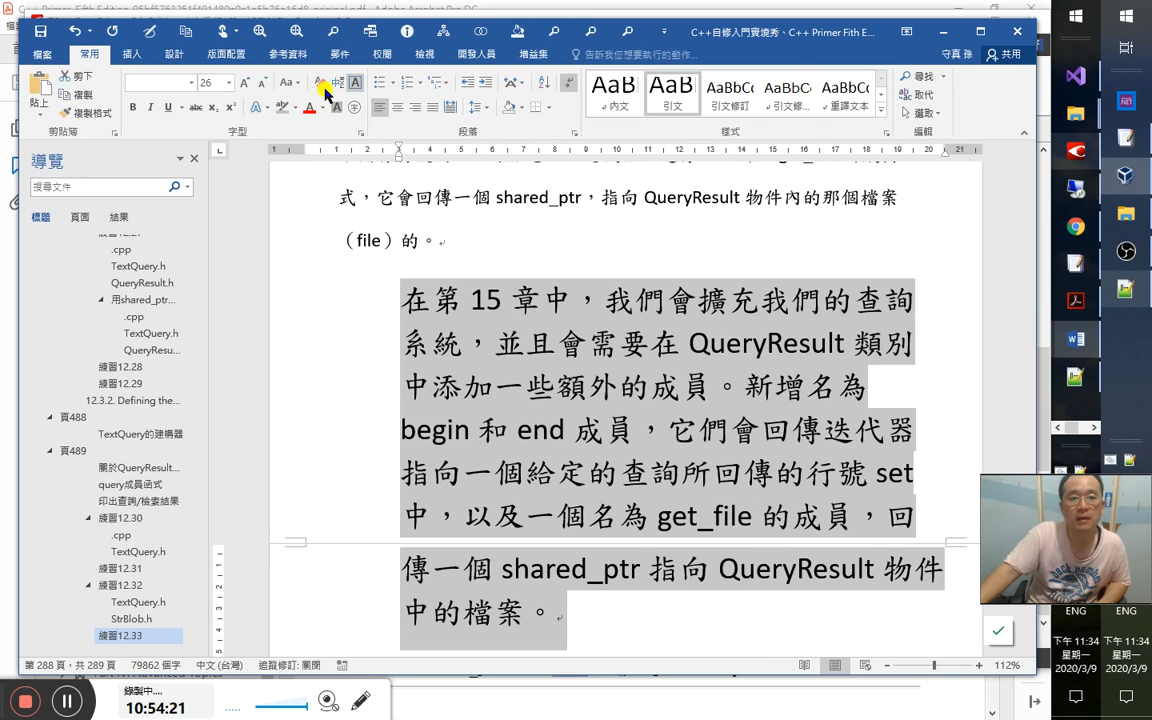 C++自修入門實境秀、C++ Primer Fith E...
檔案 常用 插入 設計 版面配置 參考資料 郵件 校閱 檢視 開發人員 增益集 告訴我您想要執行的動作... 守真 孫 共用
貼上 剪下 複製 複製格式 26
AaB AaB AaBbCc AaBbCc AaBbCc
內文 引文 引文修訂 引文修... 重譯文本
尋找 取代 選取
剪貼簿 字型 段落 樣式 編輯
導覽
搜尋文件
標題 頁面 結果
.cpp
TextQuery.h
QueryResult.h
用shared_ptr...
.cpp
TextQuery.h
QueryResu...
練習12.28
練習12.29
12.3.2. Defining the...
頁488
TextQuery的建構器
頁489
關於QueryResult...
query成員函式
印出查詢/檢索結果
練習12.30
.cpp
TextQuery.h
練習12.31
練習12.32
TextQuery.h
StrBlob.h
練習12.33
式，它會回傳一個 shared_ptr，指向 QueryResult 物件內的那個檔案
（file）的。
在第 15 章中，我們會擴充我們的查詢
系統，並且會需要在 QueryResult 類別
中添加一些額外的成員。新增名為
begin 和 end 成員，它們會回傳迭代器
指向一個給定的查詢所回傳的行號 set
中，以及一個名為 get_file 的成員，回
傳一個 shared_ptr 指向 QueryResult 物件
中的檔案。
第 288 頁，共 289 頁 79862 個字 中文 (台灣) 追蹤修訂: 關閉 112%
錄製中...
10:54:21
ENG ENG
下午 11:34 下午 11:34
星期一 星期一
2020/3/9 2020/3/9